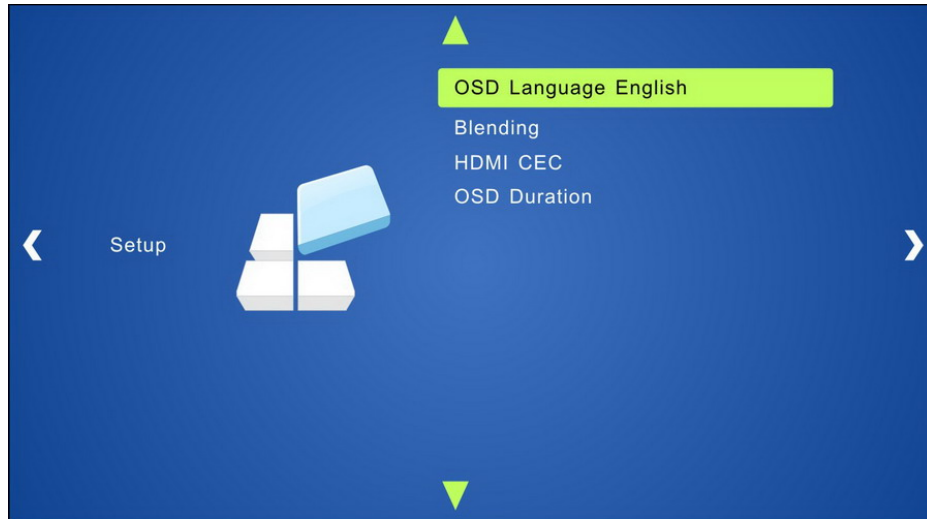 OSD Language English
Blending
HDMI CEC
OSD Duration
Setup